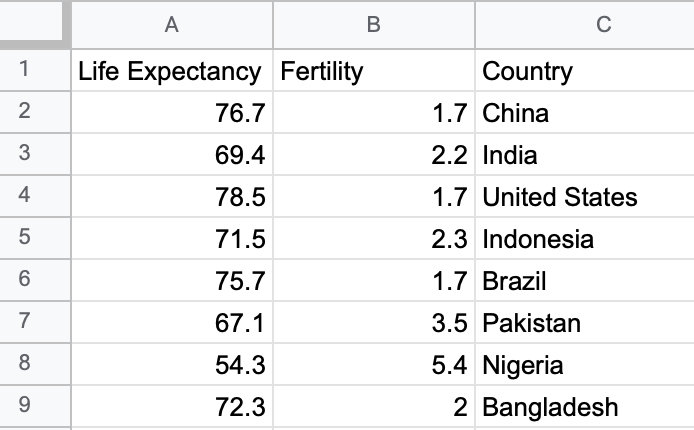 A B C
1 Life Expectancy Fertility Country
2 76.7 1.7 China
3 69.4 2.2 India
4 78.5 1.7 United States
5 71.5 2.3 Indonesia
6 75.7 1.7 Brazil
7 67.1 3.5 Pakistan
8 54.3 5.4 Nigeria
9 72.3 2 Bangladesh